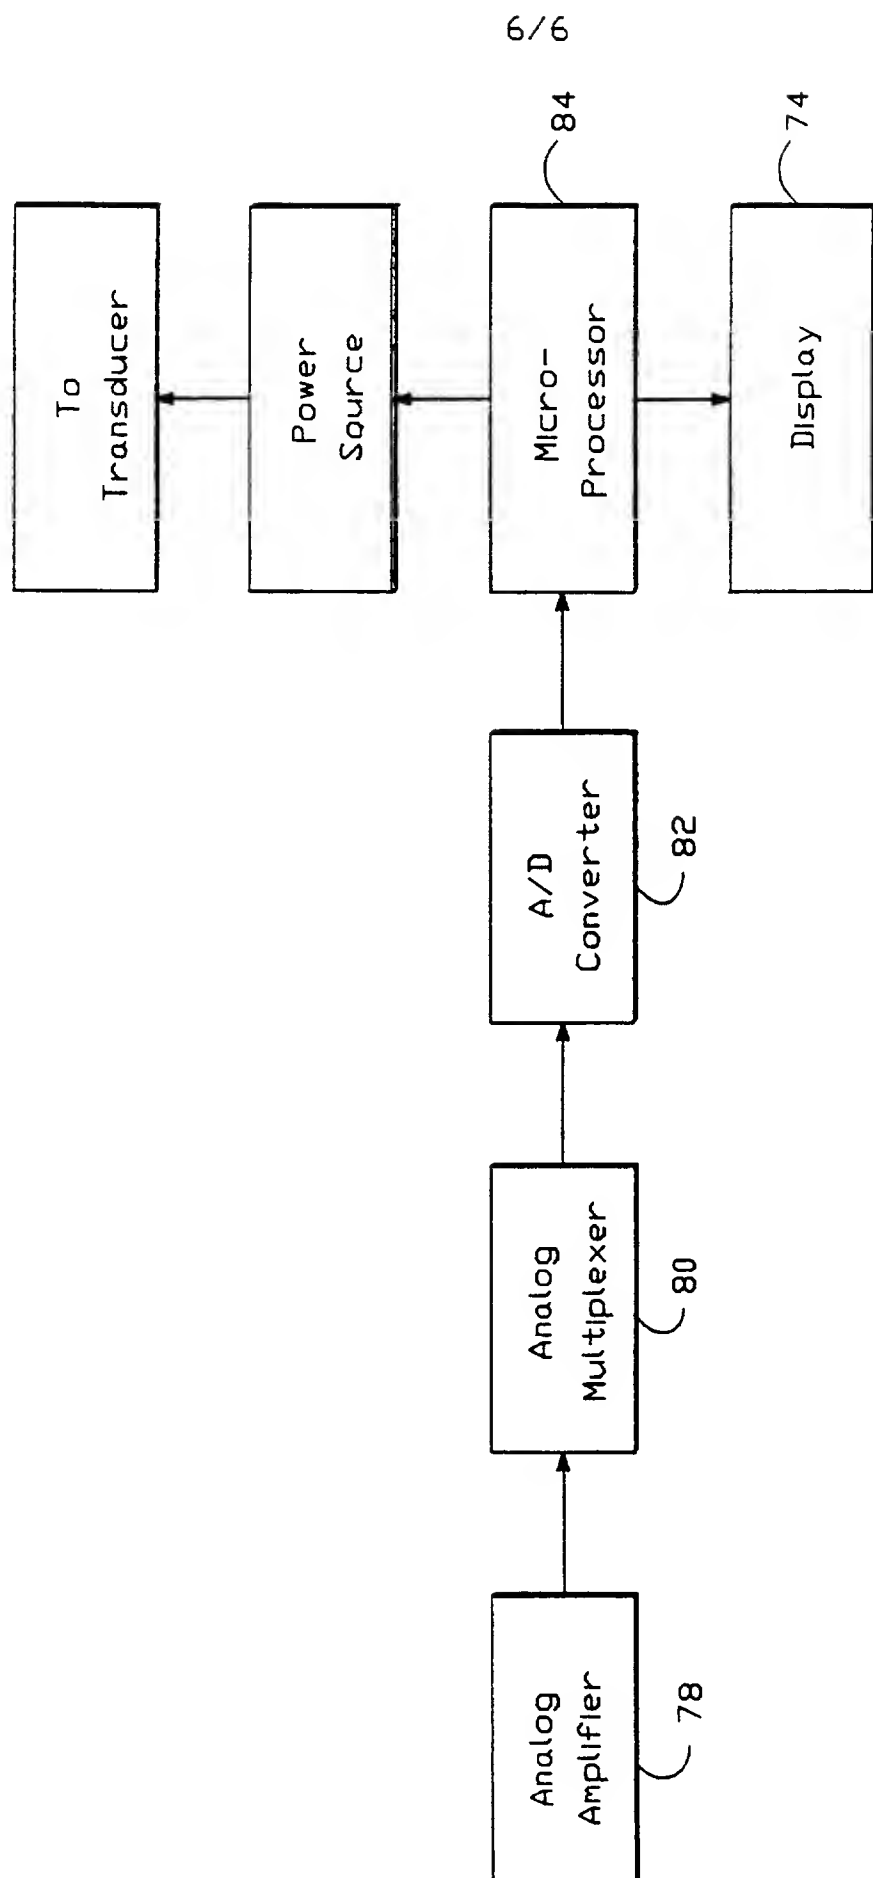 6/6
To
Transducer
Power
Source
84
Micro-
Processor
74
Display
A/D
Converter
82
Analog
Multiplexer
80
Analog
Amplifier
78